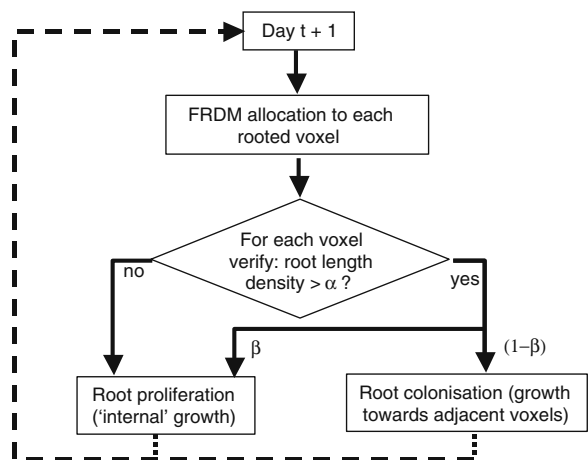 Day t + 1
FRDM allocation to each
rooted voxel
For each voxel
verify: root length
density > α ?
no
yes
β
(1−β)
Root proliferation
(‘internal’ growth)
Root colonisation (growth
towards adjacent voxels)